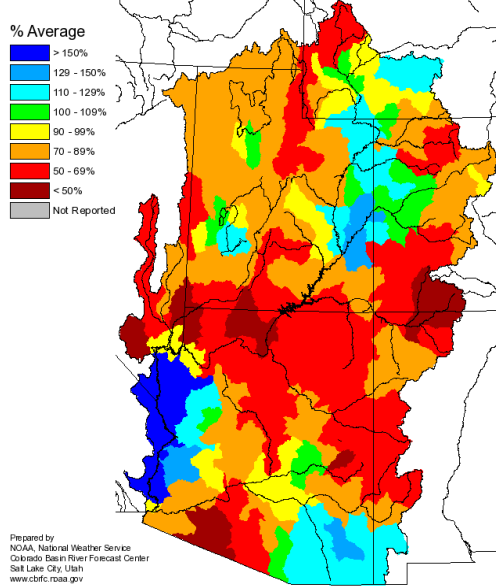 % Average
> 150%
129 - 150%
110 - 129%
100 - 109%
90 - 99%
70 - 89%
50 - 69%
< 50%
Not Reported
Prepared by
NOAA, National Weather Service
Colorado Basin River Forecast Center
Salt Lake City, Utah
www.cbrfc.noaa.gov